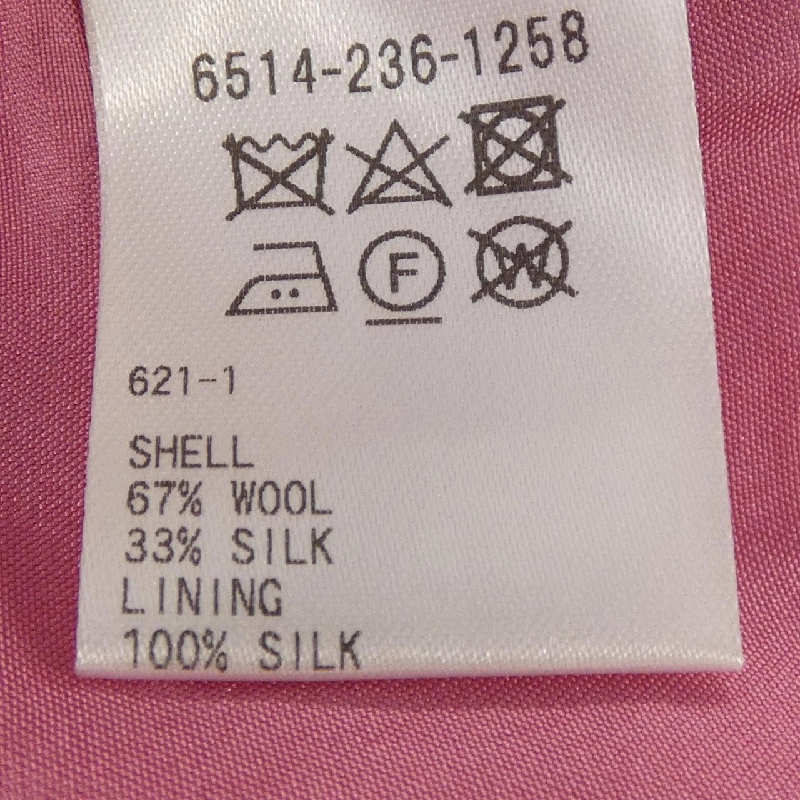 6514-236-1258
F
W
621-1
SHELL
67% WOOL
33% SILK
LINING
100% SILK